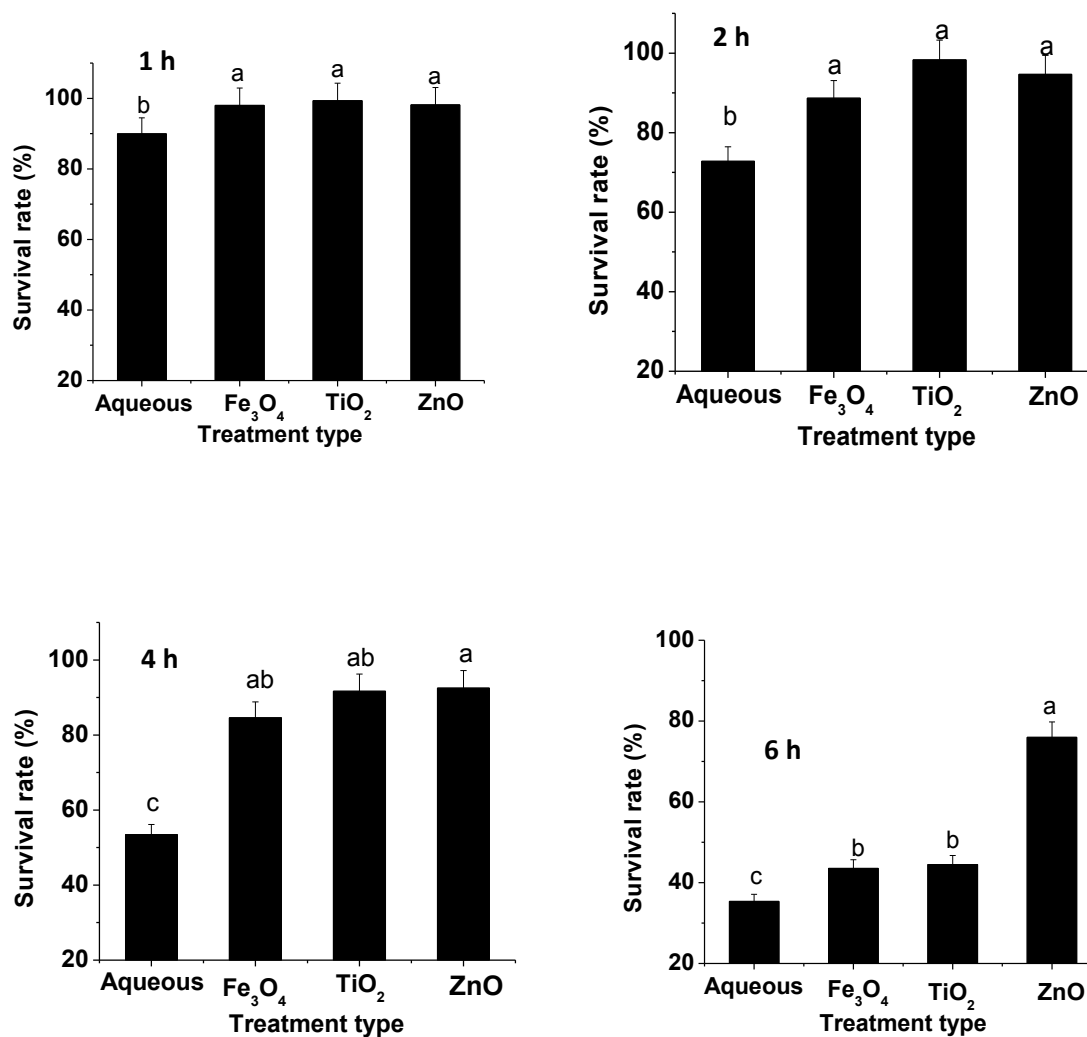 1 h
a
a
a
b
100
80
60
40
20
Survival rate (%)
Aqueous Fe₃O₄ TiO₂ ZnO
Treatment type
2 h
a
a
a
b
100
80
60
40
20
Survival rate (%)
Aqueous Fe₃O₄ TiO₂ ZnO
Treatment type
4 h
ab
ab
a
c
100
80
60
40
20
Survival rate (%)
Aqueous Fe₃O₄ TiO₂ ZnO
Treatment type
6 h
a
b
b
c
100
80
60
40
20
Survival rate (%)
Aqueous Fe₃O₄ TiO₂ ZnO
Treatment type